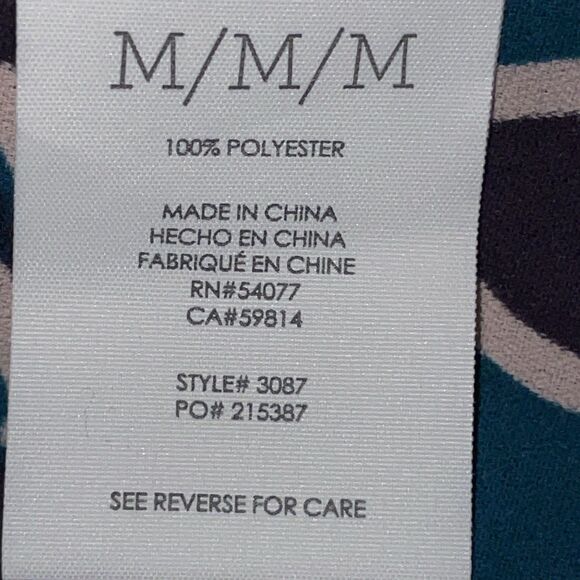 M/M/M
100% POLYESTER
MADE IN CHINA
HECHO EN CHINA
FABRIQUÉ EN CHINE
RN#54077
CA#59814
STYLE# 3087
PO# 215387
SEE REVERSE FOR CARE